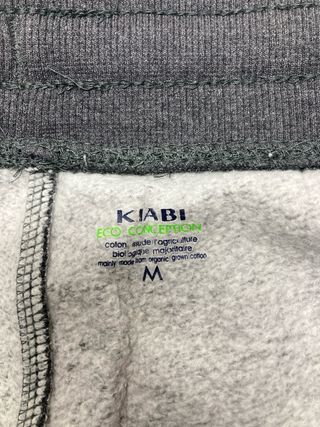 KIABI
ECO CONCEPTION
coton issu de l'agriculture
biologique majoritaire
mainly made from organic grown cotton
M